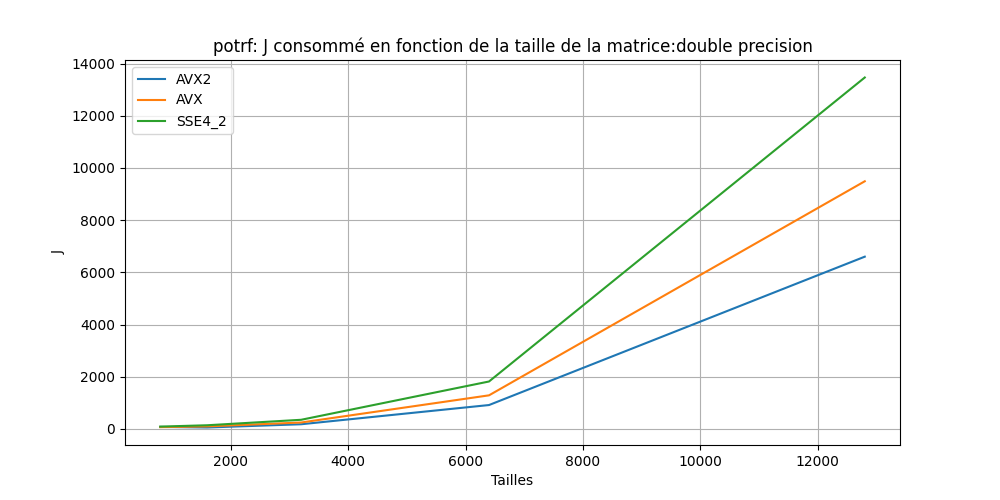 potrf: J consommé en fonction de la taille de la matrice:double precision
14000
12000
10000
8000
6000
4000
2000
0
J
AVX2
AVX
SSE4_2
2000 4000 6000 8000 10000 12000
Tailles